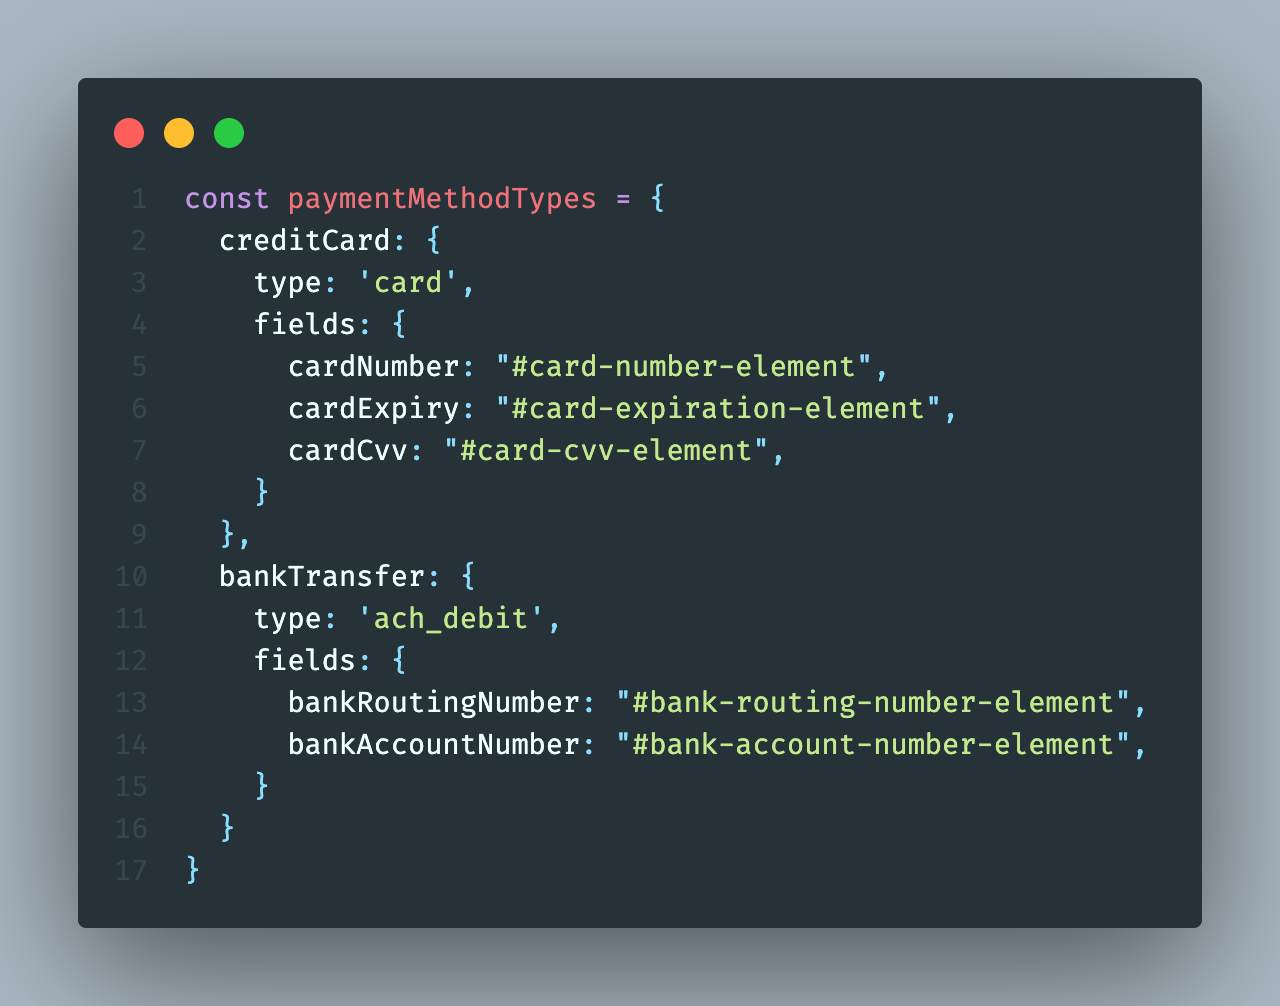 1 const paymentMethodTypes = {
2   creditCard: {
3     type: 'card',
4     fields: {
5       cardNumber: "#card-number-element",
6       cardExpiry: "#card-expiration-element",
7       cardCvv: "#card-cvv-element",
8     }
9   },
10   bankTransfer: {
11     type: 'ach_debit',
12     fields: {
13       bankRoutingNumber: "#bank-routing-number-element",
14       bankAccountNumber: "#bank-account-number-element",
15     }
16   }
17 }